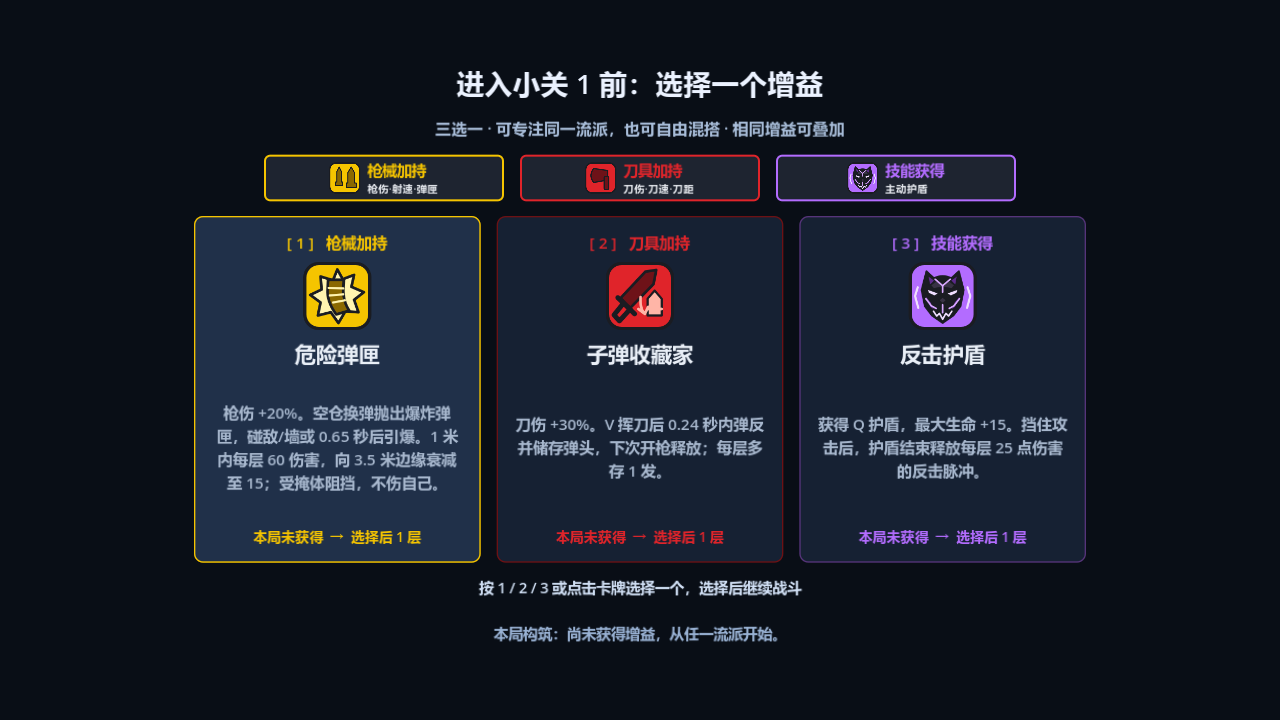 进入小关 1 前：选择一个增益
三选一 · 可专注同一流派，也可自由混搭 · 相同增益可叠加
枪械加持
枪伤·射速·弹匣
刀具加持
刀伤·刀速·刀距
技能获得
主动护盾
[ 1 ] 枪械加持
危险弹匣
枪伤 +20%。空仓换弹抛出爆炸弹
匣，碰敌/墙或 0.65 秒后引爆。1 米
内每层 60 伤害，向 3.5 米边缘衰减
至 15；受掩体阻挡，不伤自己。
本局未获得 → 选择后 1 层
[ 2 ] 刀具加持
子弹收藏家
刀伤 +30%。V 挥刀后 0.24 秒内弹反
并储存弹头，下次开枪释放；每层多
存 1 发。
本局未获得 → 选择后 1 层
[ 3 ] 技能获得
反击护盾
获得 Q 护盾，最大生命 +15。挡住攻
击后，护盾结束释放每层 25 点伤害
的反击脉冲。
本局未获得 → 选择后 1 层
按 1 / 2 / 3 或点击卡牌选择一个，选择后继续战斗
本局构筑：尚未获得增益，从任一流派开始。